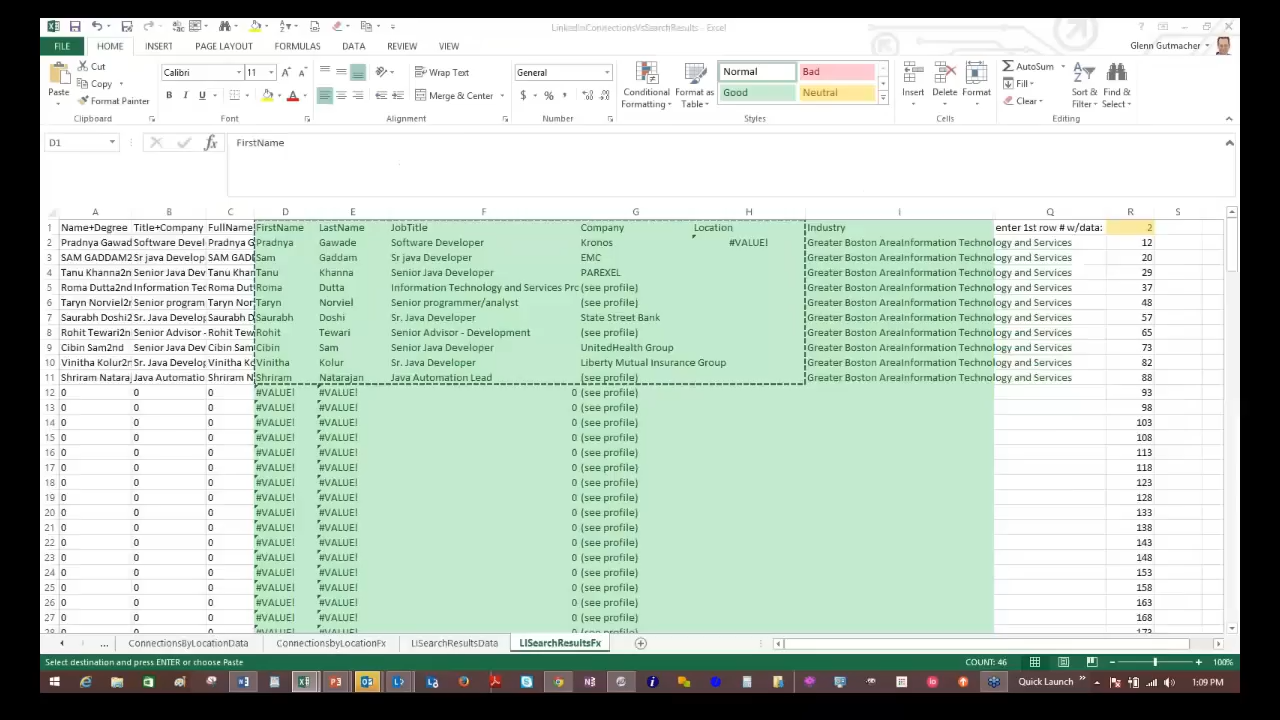 LinkedInConnectionsVsSearchResults - Excel
FILE HOME INSERT PAGE LAYOUT FORMULAS DATA REVIEW VIEW Glenn Gutmacher
Paste Cut Copy Format Painter Clipboard
Calibri 11 B I U Font
Wrap Text Merge & Center Alignment
General $ % , Number
Conditional Formatting Format as Table Normal Bad Good Neutral Styles
Insert Delete Format Cells
AutoSum Fill Clear Sort & Filter Find & Select Editing
D1 fx FirstName
A B C D E F G H I Q R S
1 Name+Degree Title+Company FullName FirstName LastName JobTitle Company Location Industry enter 1st row # w/data: 2
2 Pradnya Gawad Software Devel Pradnya G Pradnya Gawade Software Developer Kronos #VALUE! Greater Boston AreaInformation Technology and Services 12
3 SAM GADDAM2 Sr java Develop SAM GADI Sam Gaddam Sr java Developer EMC Greater Boston AreaInformation Technology and Services 20
4 Tanu Khanna2n Senior Java Dev Tanu Khan Tanu Khanna Senior Java Developer PAREXEL Greater Boston AreaInformation Technology and Services 29
5 Roma Dutta2nd Information Tec Roma Dutt Roma Dutta Information Technology and Services Prc (see profile) Greater Boston AreaInformation Technology and Services 37
6 Taryn Norviel2 Senior program Taryn Nor Taryn Norviel Senior programmer/analyst (see profile) Greater Boston AreaInformation Technology and Services 48
7 Saurabh Doshi2 Sr. Java Develop Saurabh D Saurabh Doshi Sr. Java Developer State Street Bank Greater Boston AreaInformation Technology and Services 57
8 Rohit Tewari2n Senior Advisor - Rohit Tew Rohit Tewari Senior Advisor - Development (see profile) Greater Boston AreaInformation Technology and Services 65
9 Cibin Sam2nd Senior Java Dev Cibin Sam Cibin Sam Senior Java Developer UnitedHealth Group Greater Boston AreaInformation Technology and Services 73
10 Vinitha Kolur2r Sr. Java Develop Vinitha Ko Vinitha Kolur Sr. Java Developer Liberty Mutual Insurance Group Greater Boston AreaInformation Technology and Services 82
11 Shriram Nataraj Java Automatio Shriram N Shriram Natarajan Java Automation Lead (see profile) Greater Boston AreaInformation Technology and Services 88
12 0 0 0 #VALUE! #VALUE! 0 (see profile) 93
13 0 0 0 #VALUE! #VALUE! 0 (see profile) 98
14 0 0 0 #VALUE! #VALUE! 0 (see profile) 103
15 0 0 0 #VALUE! #VALUE! 0 (see profile) 108
16 0 0 0 #VALUE! #VALUE! 0 (see profile) 113
17 0 0 0 #VALUE! #VALUE! 0 (see profile) 118
18 0 0 0 #VALUE! #VALUE! 0 (see profile) 123
19 0 0 0 #VALUE! #VALUE! 0 (see profile) 128
20 0 0 0 #VALUE! #VALUE! 0 (see profile) 133
21 0 0 0 #VALUE! #VALUE! 0 (see profile) 138
22 0 0 0 #VALUE! #VALUE! 0 (see profile) 143
23 0 0 0 #VALUE! #VALUE! 0 (see profile) 148
24 0 0 0 #VALUE! #VALUE! 0 (see profile) 153
25 0 0 0 #VALUE! #VALUE! 0 (see profile) 158
26 0 0 0 #VALUE! #VALUE! 0 (see profile) 163
27 0 0 0 #VALUE! #VALUE! 0 (see profile) 168
... ConnectionsByLocationData ConnectionsbyLocationFx LISearchResultsData LISearchResultsFx
Select destination and press ENTER or choose Paste COUNT: 46 100%
Quick Launch 1:09 PM